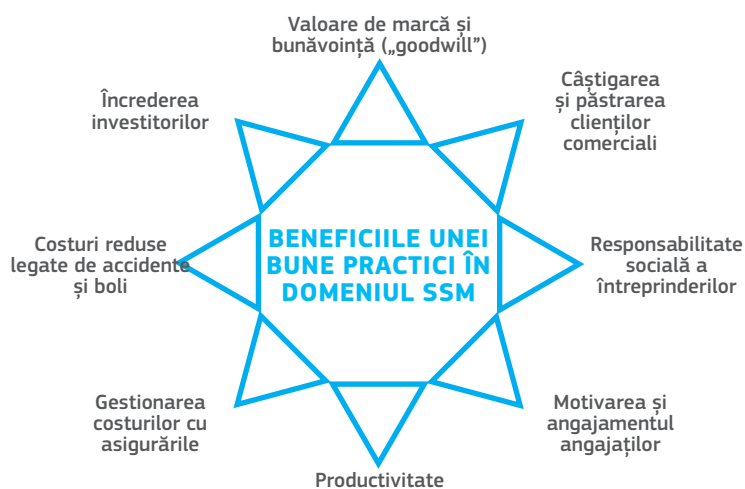 Valoare de marcă și
bunăvoință („goodwill”)
Câștigarea
și păstrarea
clienților
comerciali
Responsabilitate
socială a
întreprinderilor
Motivarea și
angajamentul
angajaților
Productivitate
Gestionarea
costurilor cu
asigurările
Costuri reduse
legate de accidente
și boli
Încrederea
investitorilor
BENEFICIILE UNEI
BUNE PRACTICI ÎN
DOMENIUL SSM